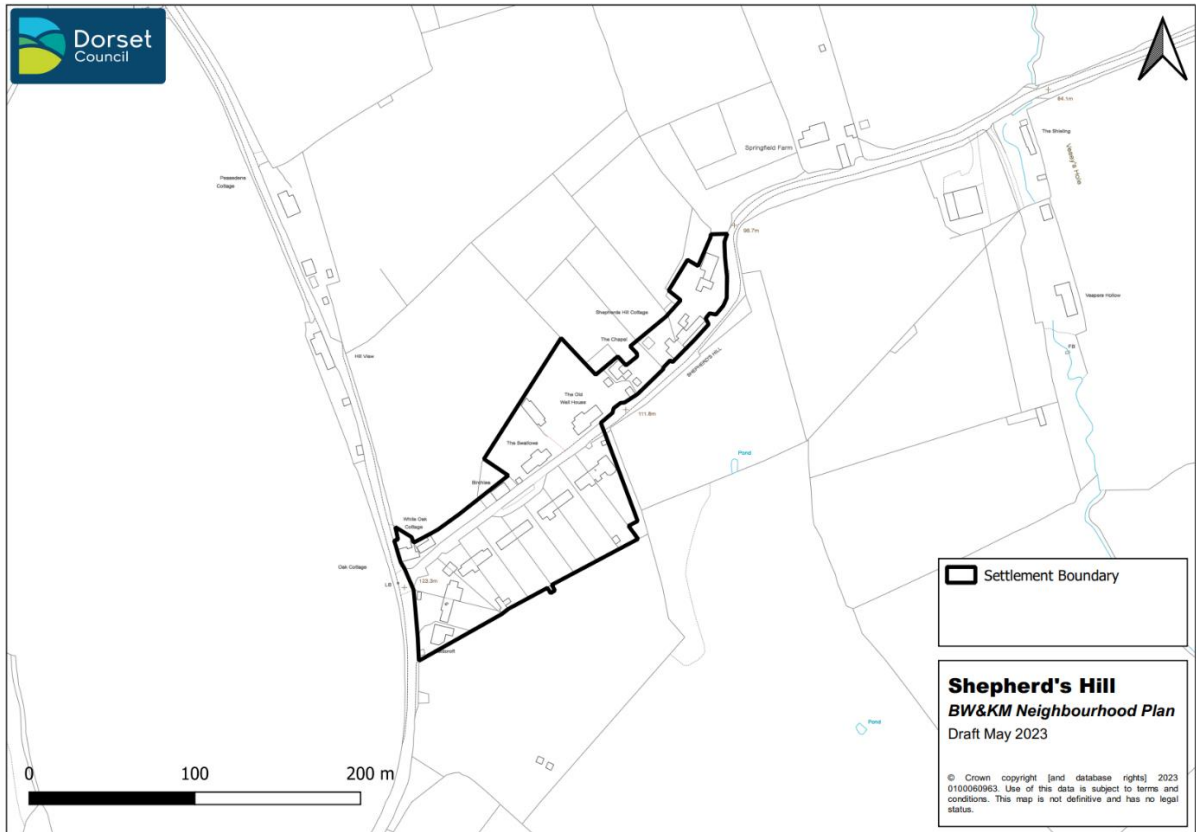 Dorset
Council
84.1m
The Shieling
Springfield Farm
Vesey's Hole
Cottage
98.7m
Vespers Hollow
Shepherds Hill Cottage
The Chapel
FB
Hill View
SHEPHERD'S HILL
The Old
Well House
111.8m
The Swallows
Pond
White Oak
Cottage
Oak Cottage
LB
133.3m
Pond
Settlement Boundary
Shepherd's Hill
BW&KM Neighbourhood Plan
Draft May 2023
© Crown copyright [and database rights] 2023
0100060963. Use of this data is subject to terms and
conditions. This map is not definitive and has no legal
status.
0 100 200 m